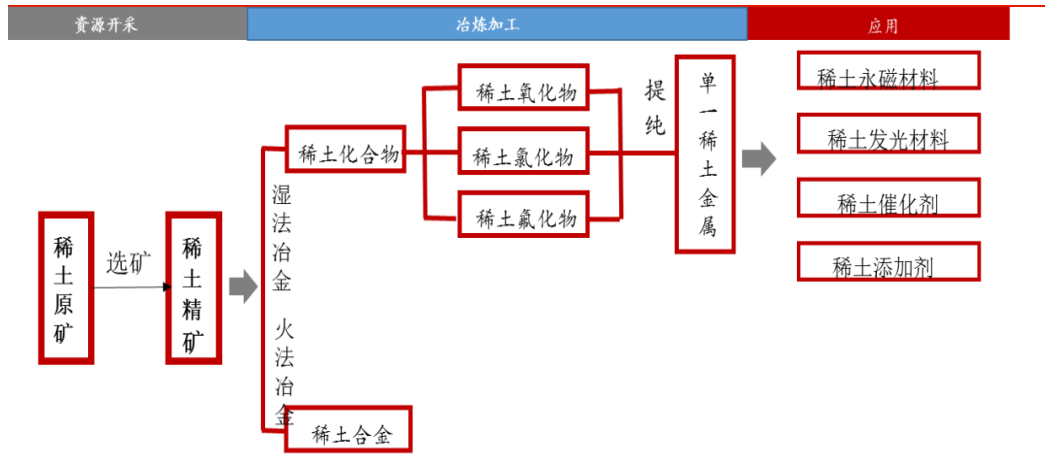 资源开采
冶炼加工
应用
稀土原矿
选矿
稀土精矿
湿法冶金
火法冶金
稀土化合物
稀土合金
稀土氧化物
稀土氯化物
稀土氟化物
提纯
单一稀土金属
稀土永磁材料
稀土发光材料
稀土催化剂
稀土添加剂